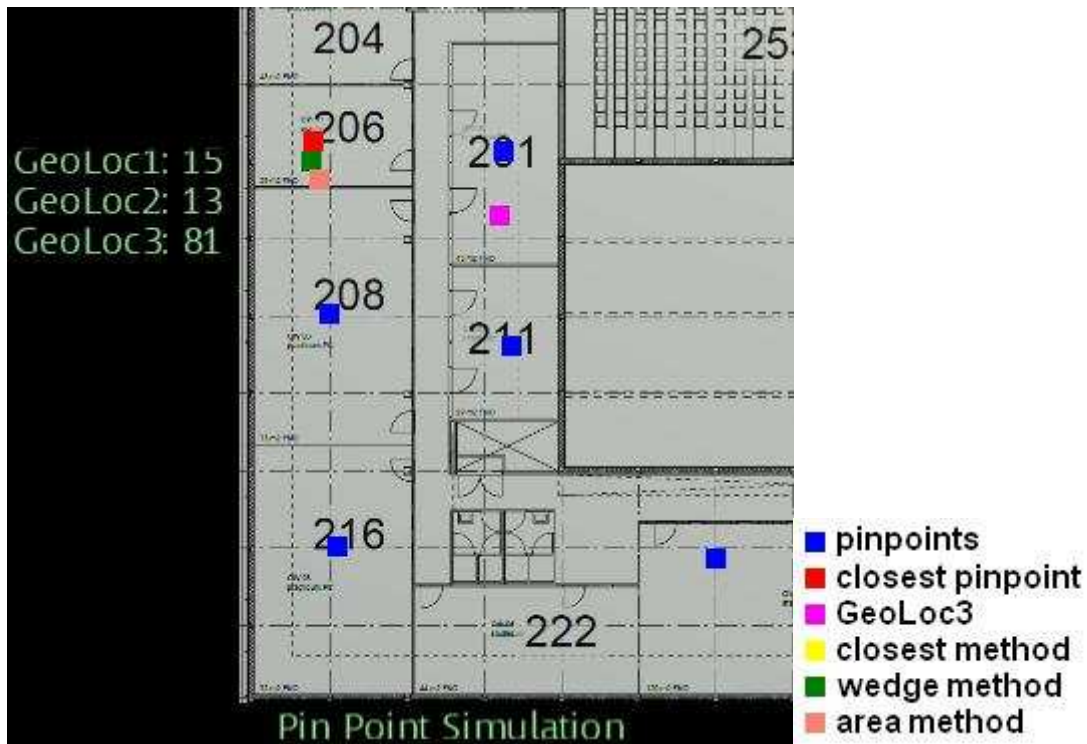 204
253
206
201
GeoLoc1: 15
GeoLoc2: 13
GeoLoc3: 81
208
211
216
222
pinpoints
closest pinpoint
GeoLoc3
closest method
wedge method
area method
Pin Point Simulation